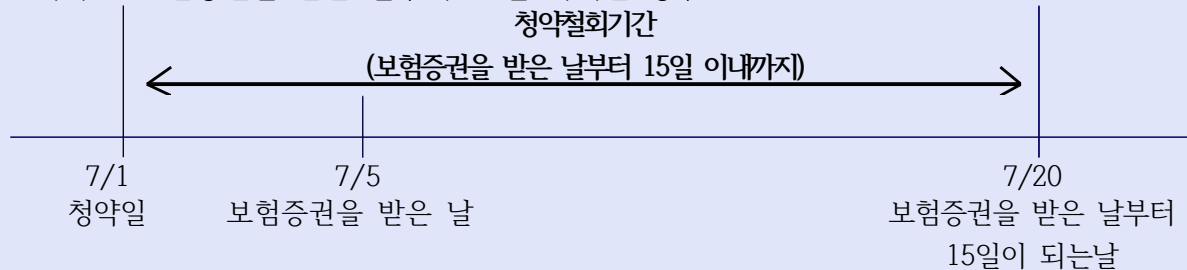 청약철회기간
(보험증권을 받은 날부터 15일 이내까지)
7/1 7/5 7/20
청약일 보험증권을 받은 날 보험증권을 받은 날부터
15일이 되는날